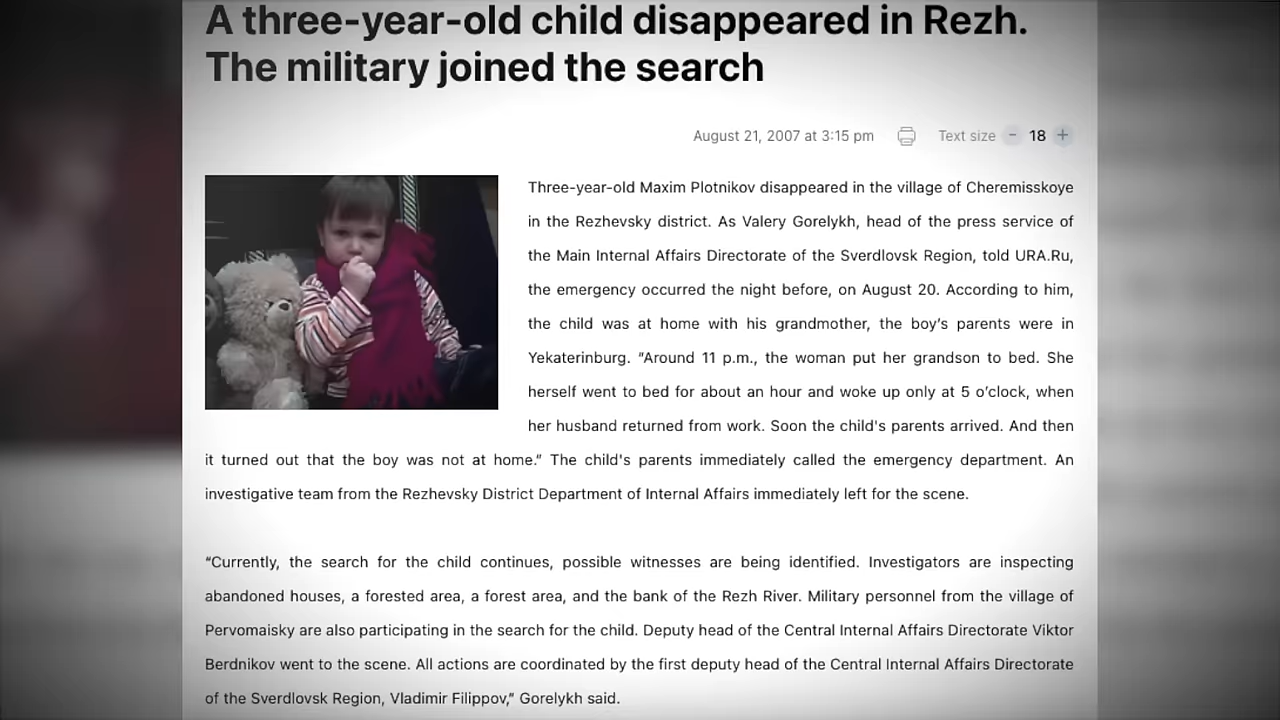 A three-year-old child disappeared in Rezh.
The military joined the search
August 21, 2007 at 3:15 pm Text size - 18 +
Three-year-old Maxim Plotnikov disappeared in the village of Cheremisskoye
in the Rezhevsky district. As Valery Gorelykh, head of the press service of
the Main Internal Affairs Directorate of the Sverdlovsk Region, told URA.Ru,
the emergency occurred the night before, on August 20. According to him,
the child was at home with his grandmother, the boy’s parents were in
Yekaterinburg. “Around 11 p.m., the woman put her grandson to bed. She
herself went to bed for about an hour and woke up only at 5 o’clock, when
her husband returned from work. Soon the child's parents arrived. And then
it turned out that the boy was not at home.” The child's parents immediately called the emergency department. An
investigative team from the Rezhevsky District Department of Internal Affairs immediately left for the scene.
“Currently, the search for the child continues, possible witnesses are being identified. Investigators are inspecting
abandoned houses, a forested area, a forest area, and the bank of the Rezh River. Military personnel from the village of
Pervomaisky are also participating in the search for the child. Deputy head of the Central Internal Affairs Directorate Viktor
Berdnikov went to the scene. All actions are coordinated by the first deputy head of the Central Internal Affairs Directorate
of the Sverdlovsk Region, Vladimir Filippov,” Gorelykh said.